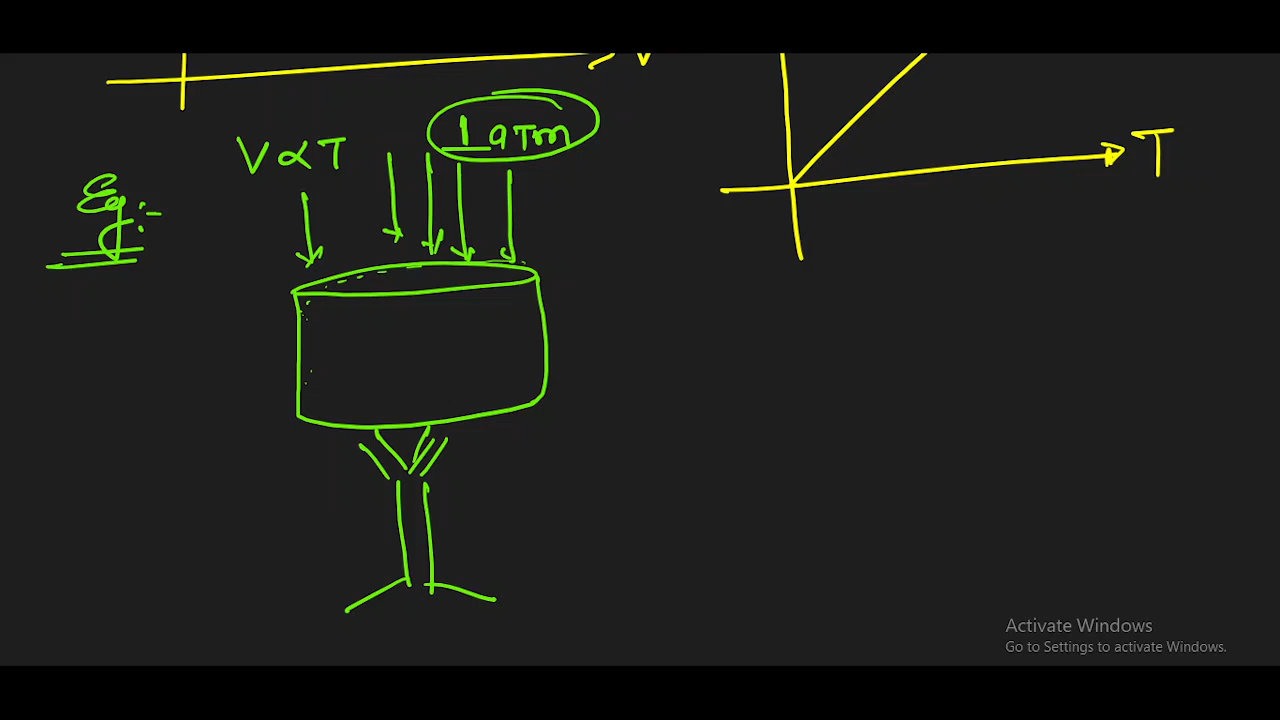 V
V ∝ T
1 aTm
T
Eg:-
Activate Windows
Go to Settings to activate Windows.